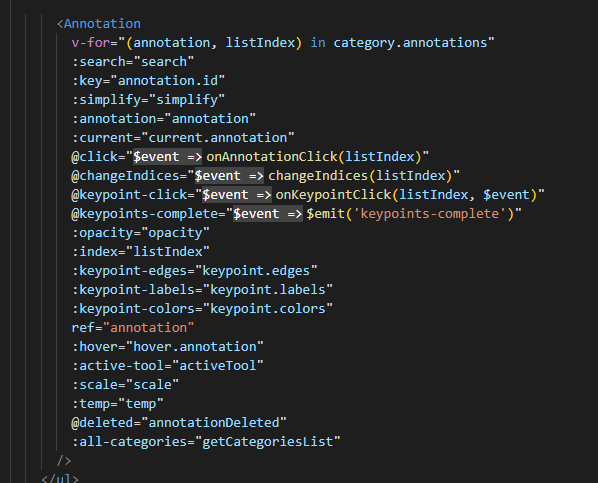 <Annotation
v-for="(annotation, listIndex) in category.annotations"
:search="search"
:key="annotation.id"
:simplify="simplify"
:annotation="annotation"
:current="current.annotation"
@click="$event => onAnnotationClick(listIndex)"
@changeIndices="$event => changeIndices(listIndex)"
@keypoint-click="$event => onKeypointClick(listIndex, $event)"
@keypoints-complete="$event => $emit('keypoints-complete')"
:opacity="opacity"
:index="listIndex"
:keypoint-edges="keypoint.edges"
:keypoint-labels="keypoint.labels"
:keypoint-colors="keypoint.colors"
ref="annotation"
:hover="hover.annotation"
:active-tool="activeTool"
:scale="scale"
:temp="temp"
@deleted="annotationDeleted"
:all-categories="getCategoriesList"
/>
</ul>